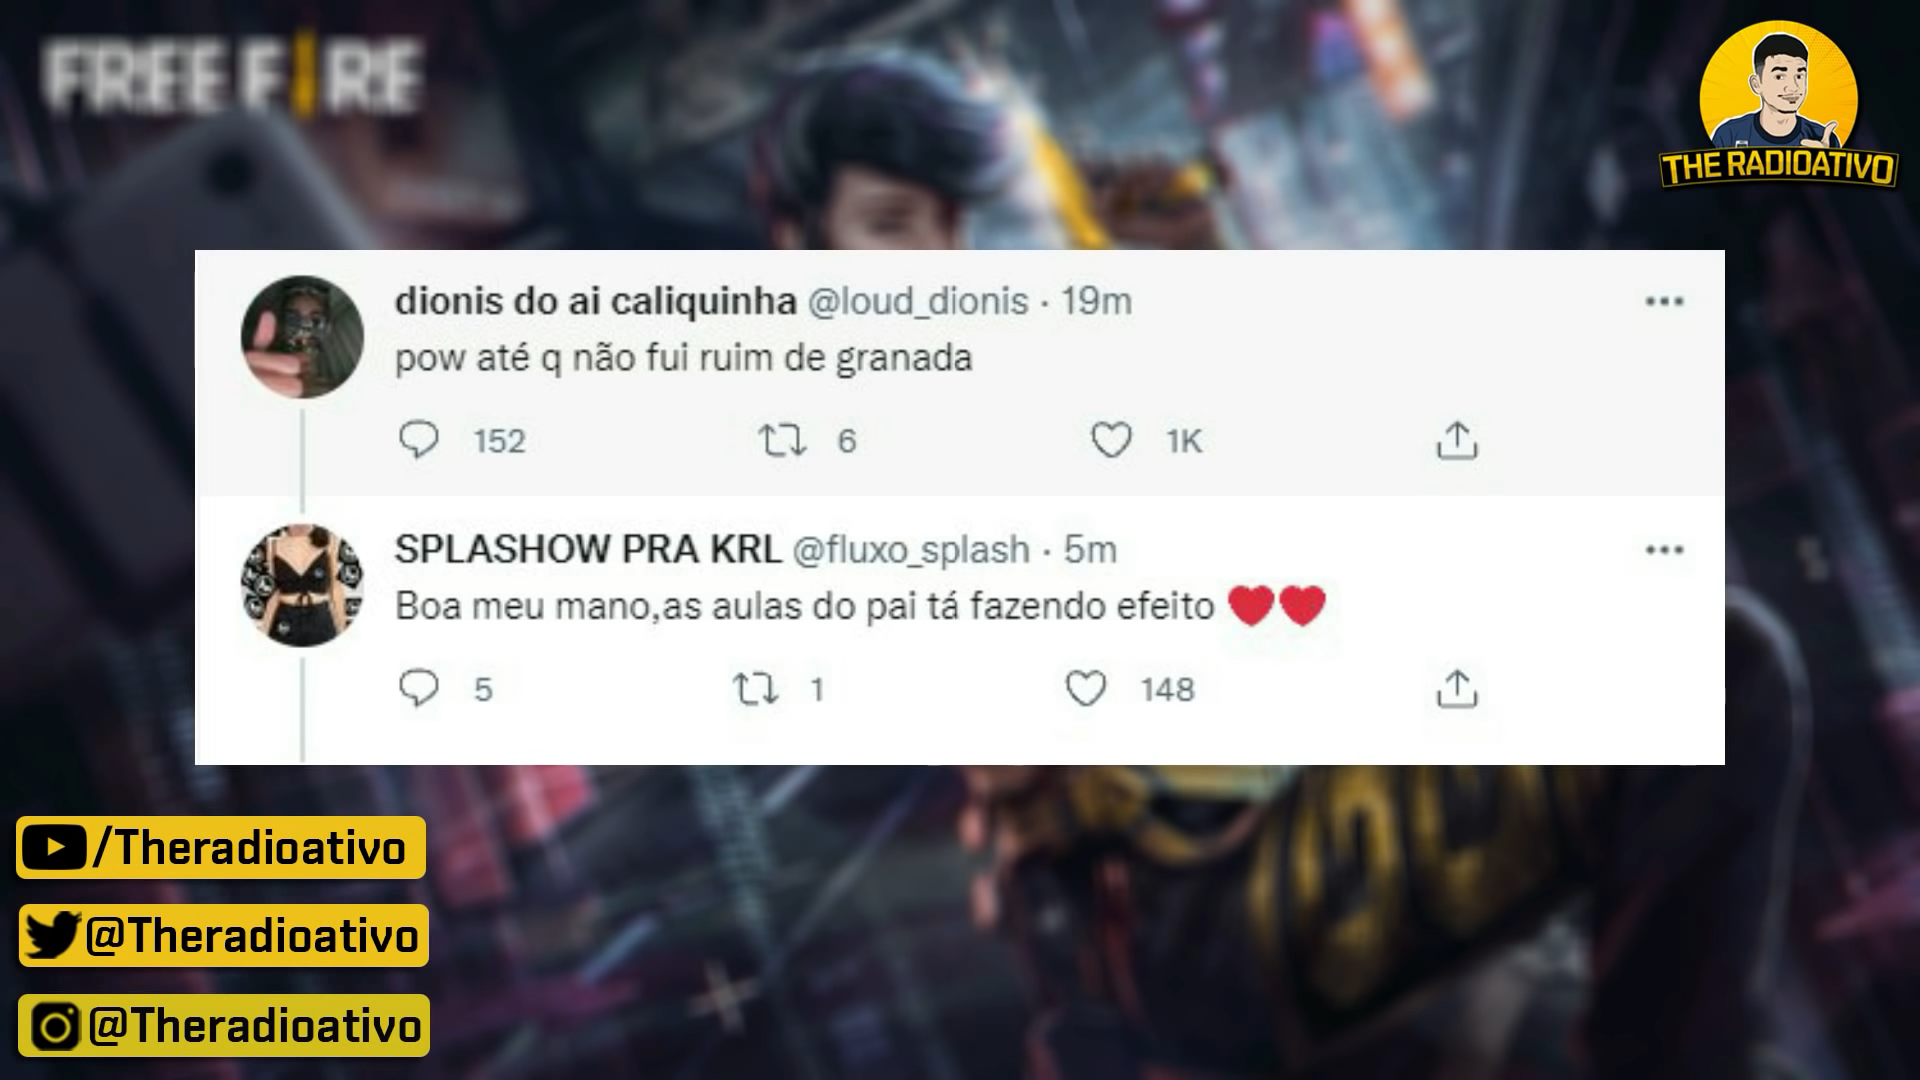 FREE FIRE
THE RADIOATIVO
dionis do ai caliquinha @loud_dionis · 19m
pow até q não fui ruim de granada
152 6 1K
SPLASHOW PRA KRL @fluxo_splash · 5m
Boa meu mano,as aulas do pai tá fazendo efeito ❤️❤️
5 1 148
/Theradioativo
@Theradioativo
@Theradioativo